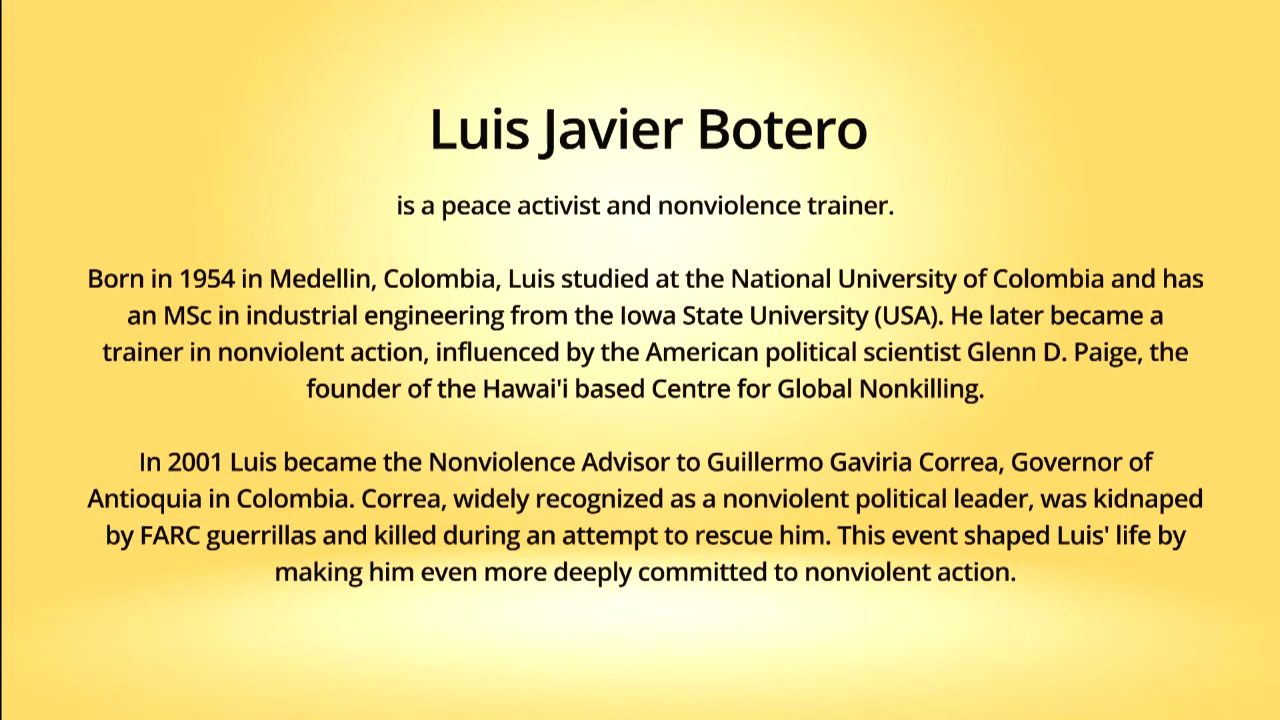 Luis Javier Botero
is a peace activist and nonviolence trainer.
Born in 1954 in Medellin, Colombia, Luis studied at the National University of Colombia and has
an MSc in industrial engineering from the Iowa State University (USA). He later became a
trainer in nonviolent action, influenced by the American political scientist Glenn D. Paige, the
founder of the Hawai'i based Centre for Global Nonkilling.
In 2001 Luis became the Nonviolence Advisor to Guillermo Gaviria Correa, Governor of
Antioquia in Colombia. Correa, widely recognized as a nonviolent political leader, was kidnaped
by FARC guerrillas and killed during an attempt to rescue him. This event shaped Luis' life by
making him even more deeply committed to nonviolent action.